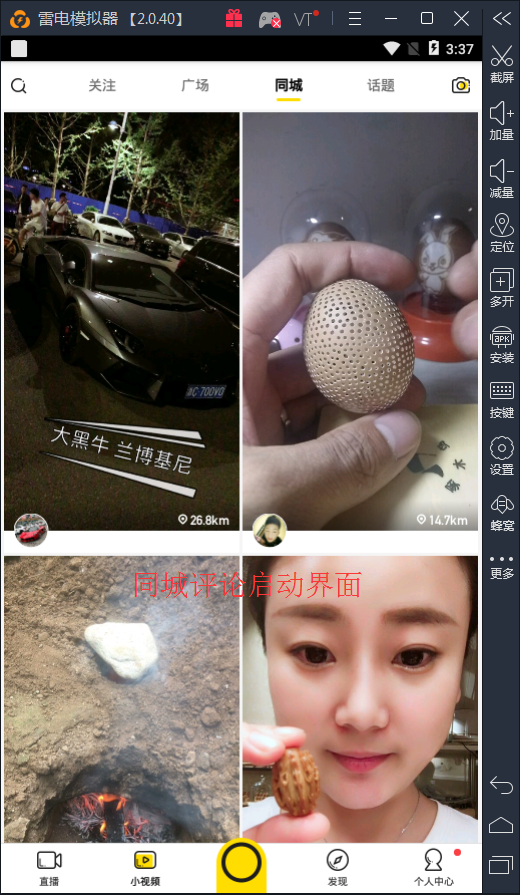 雷电模拟器 【2.0.40】
VT
3:37
关注
广场
同城
话题
大黑牛 兰博基尼
26.8km
14.7km
同城评论启动界面
直播
小视频
发现
个人中心
截屏
加量
减量
定位
多开
APK
安装
按键
设置
蜂窝
更多